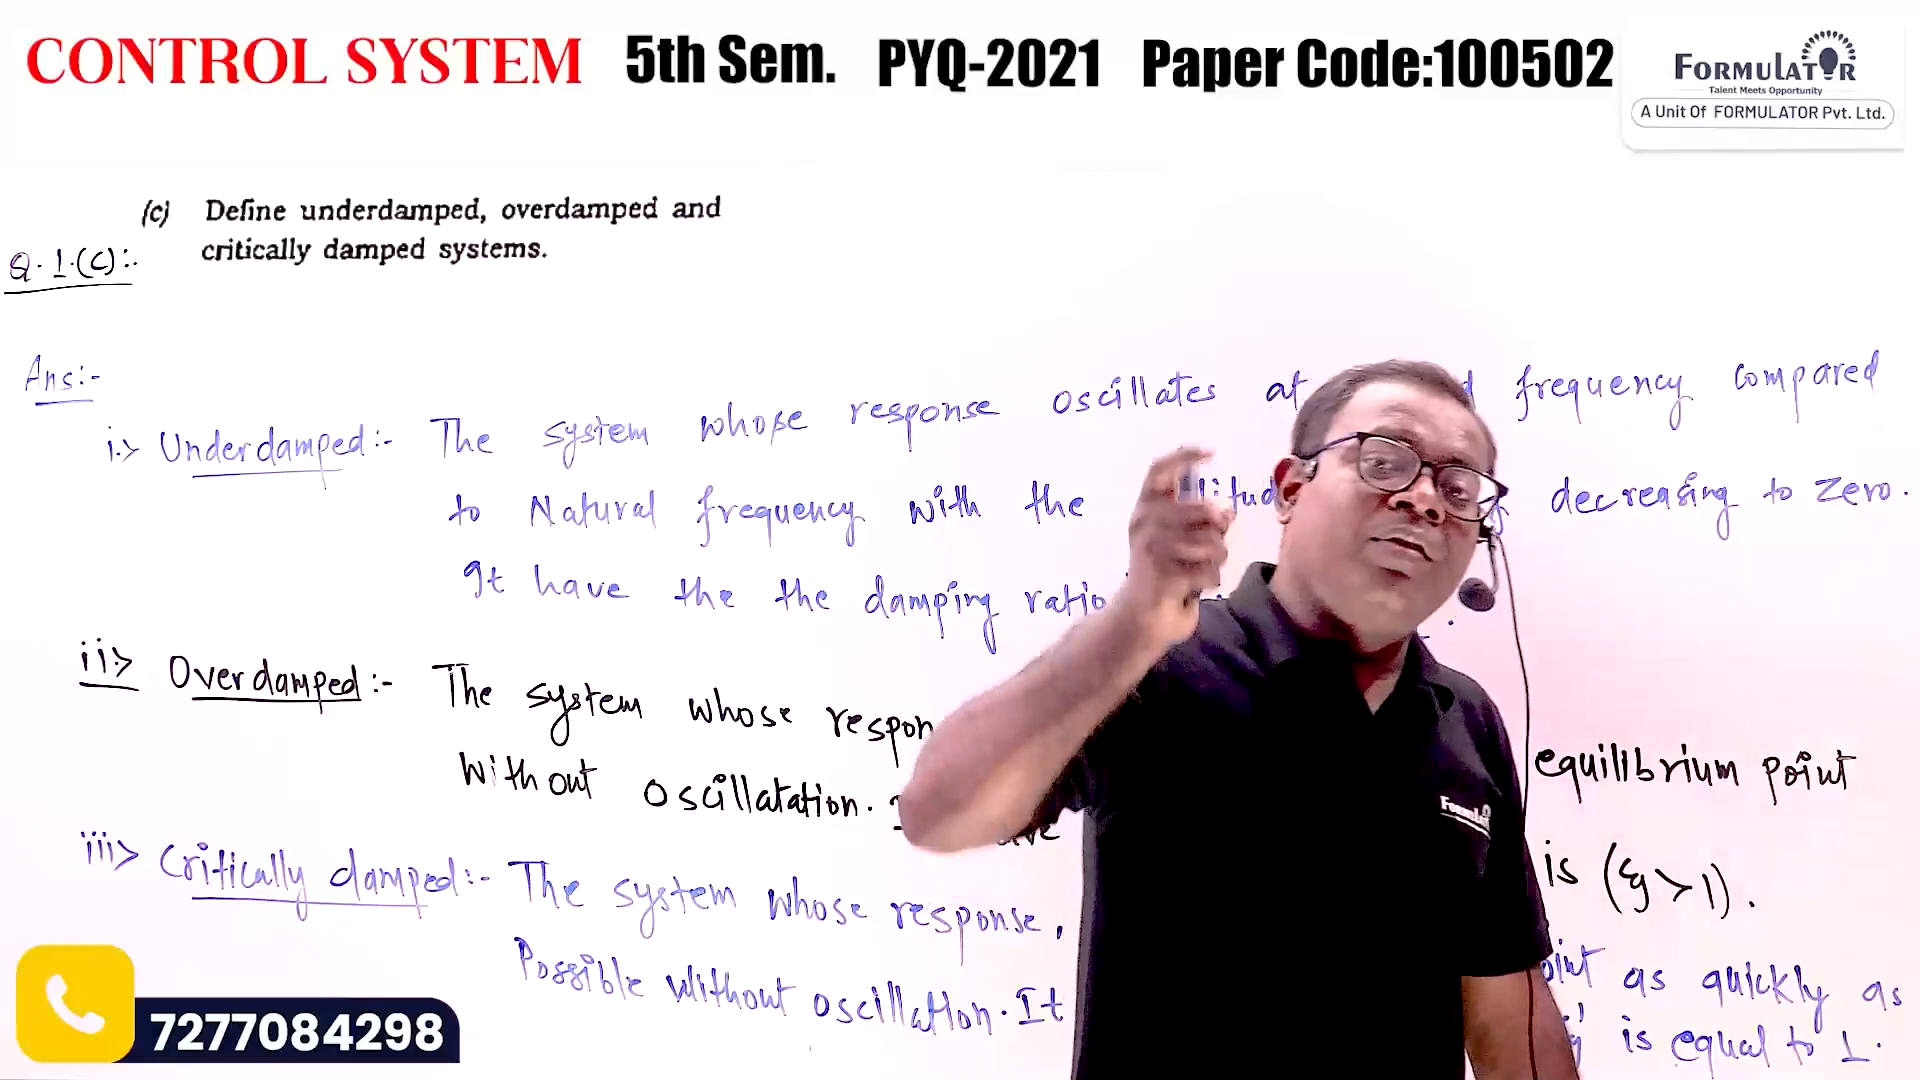 CONTROL SYSTEM 5th Sem. PYQ-2021 Paper Code:100502
FORMULATOR
Talent Meets Opportunity
A Unit Of FORMULATOR Pvt. Ltd.
(c) Define underdamped, overdamped and
critically damped systems.
Q.1.(c):.
Ans:-
i.> Underdamped:- The system whose response oscillates at frequency compared
to Natural frequency with the decreasing to Zero.
It have the the damping ratio
ii> Overdamped:- The system whose equilibrium point
Without oscillatation. is (ξ>1).
iii> Critically damped:- The system whose response, as quickly as
Possible without oscillation. It is equal to 1.
7277084298